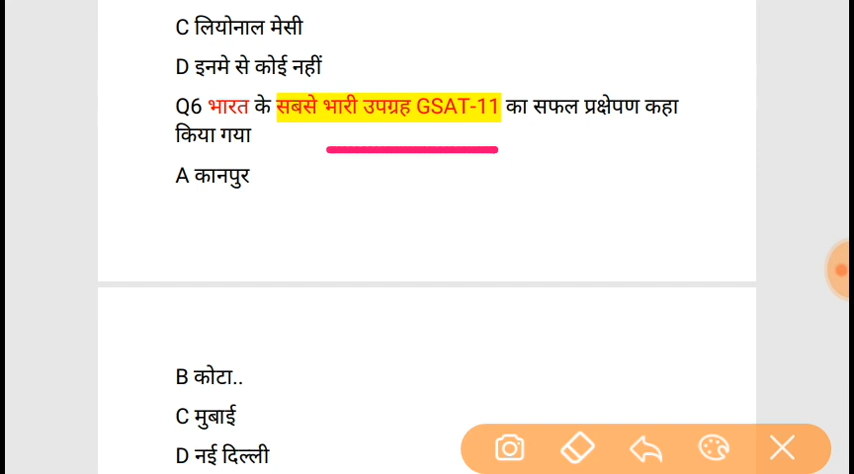 C लियोनाल मेसी
D इनमे से कोई नहीं
Q6 भारत के सबसे भारी उपग्रह GSAT-11 का सफल प्रक्षेपण कहा
किया गया
A कानपुर
B कोटा..
C मुबाई
D नई दिल्ली